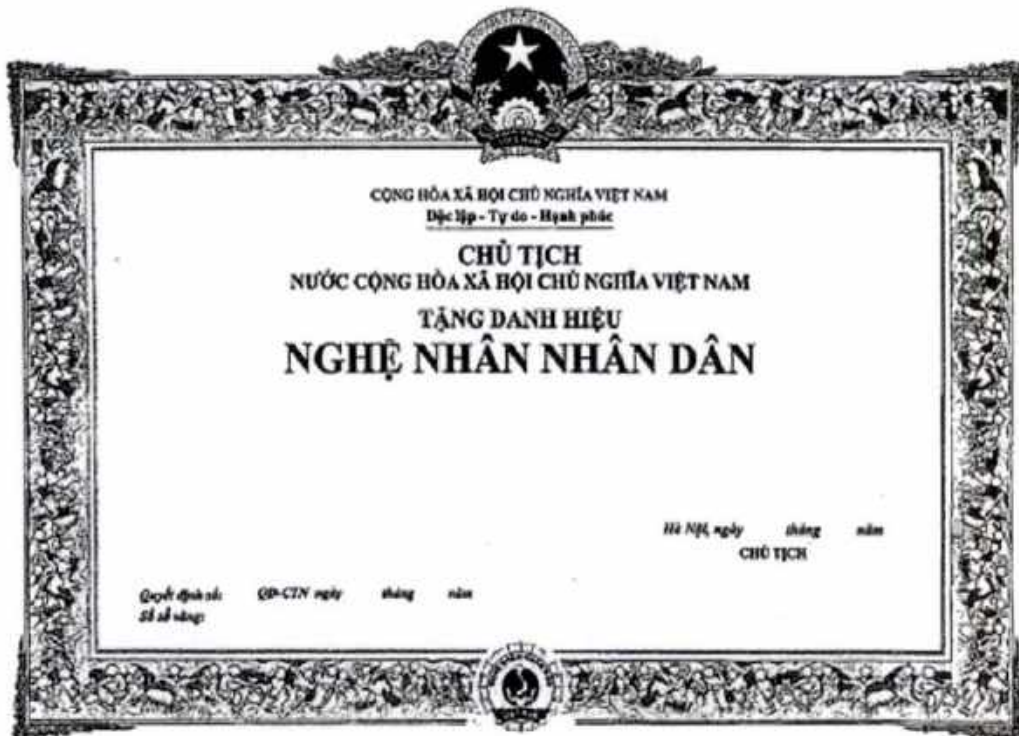 CỘNG HÒA XÃ HỘI CHỦ NGHĨA VIỆT NAM
Độc lập - Tự do - Hạnh phúc
CHỦ TỊCH
NƯỚC CỘNG HÒA XÃ HỘI CHỦ NGHĨA VIỆT NAM
TẶNG DANH HIỆU
NGHỆ NHÂN NHÂN DÂN
Hà Nội, ngày tháng năm
CHỦ TỊCH
Quyết định số: QĐ-CTN ngày tháng năm
Số sổ vàng: